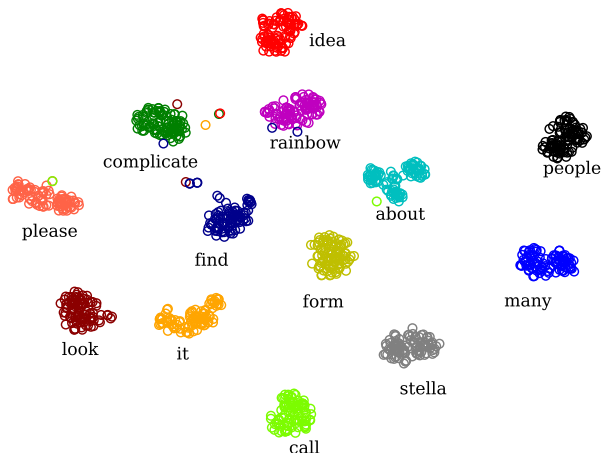 idea
rainbow
complicate
people
about
please
find
form
many
look
it
stella
call